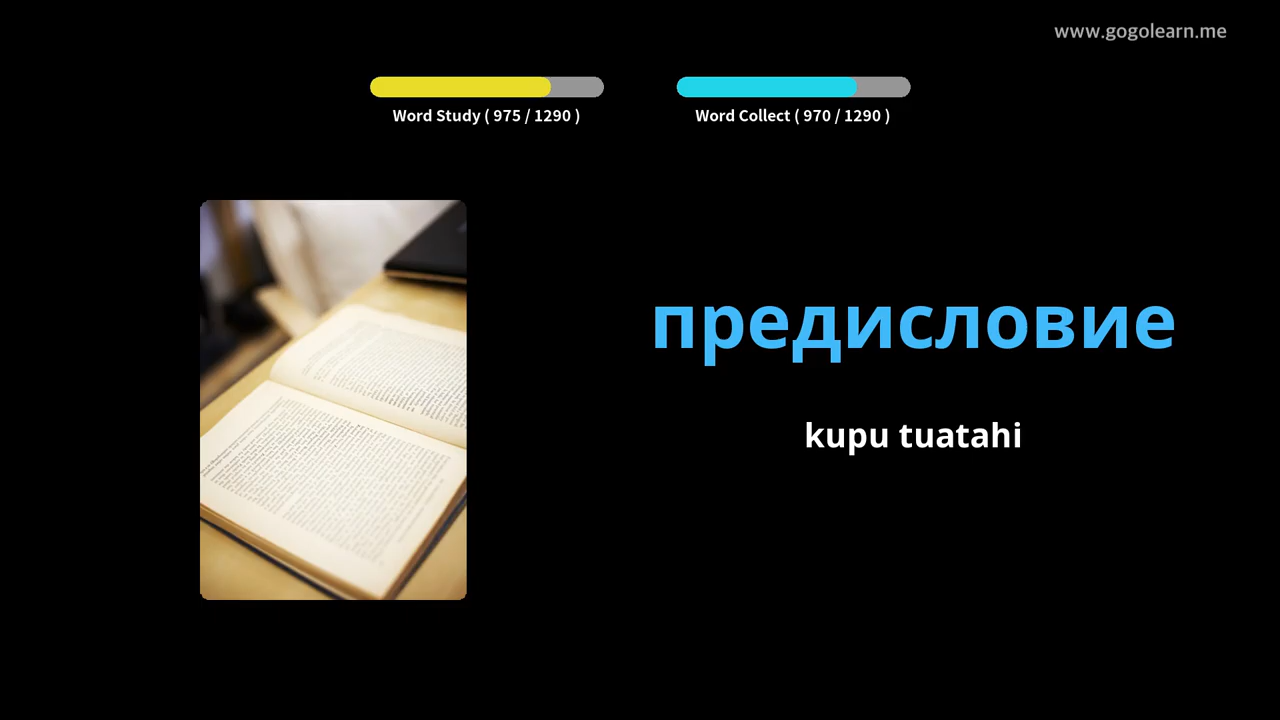 www.gogolearn.me
Word Study ( 975 / 1290 )
Word Collect ( 970 / 1290 )
предисловие
kupu tuatahi